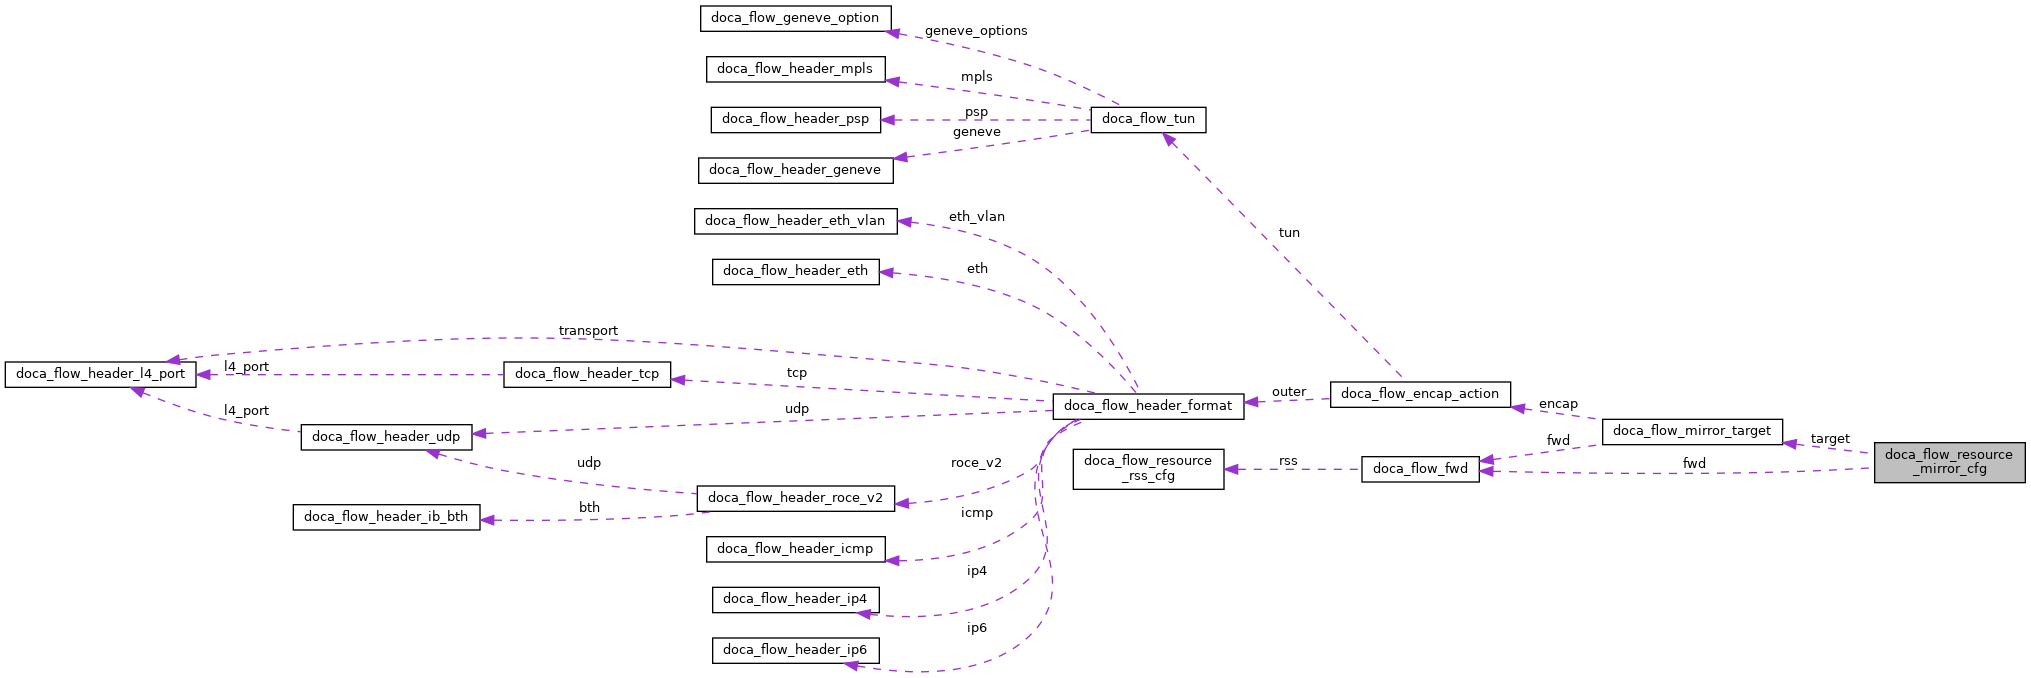 doca_flow_geneve_option
geneve_options
doca_flow_header_mpls
mpls
doca_flow_header_psp
psp
doca_flow_tun
geneve
doca_flow_header_geneve
doca_flow_header_eth_vlan
eth_vlan
tun
doca_flow_header_eth
eth
transport
doca_flow_header_l4_port
l4_port
doca_flow_header_tcp
tcp
doca_flow_header_format
outer
doca_flow_encap_action
encap
l4_port
udp
doca_flow_header_udp
doca_flow_mirror_target
target
fwd
doca_flow_resource
_mirror_cfg
udp
roce_v2
doca_flow_resource
_rss_cfg
rss
doca_flow_fwd
fwd
doca_flow_header_roce_v2
doca_flow_header_ib_bth
bth
icmp
doca_flow_header_icmp
ip4
doca_flow_header_ip4
ip6
doca_flow_header_ip6